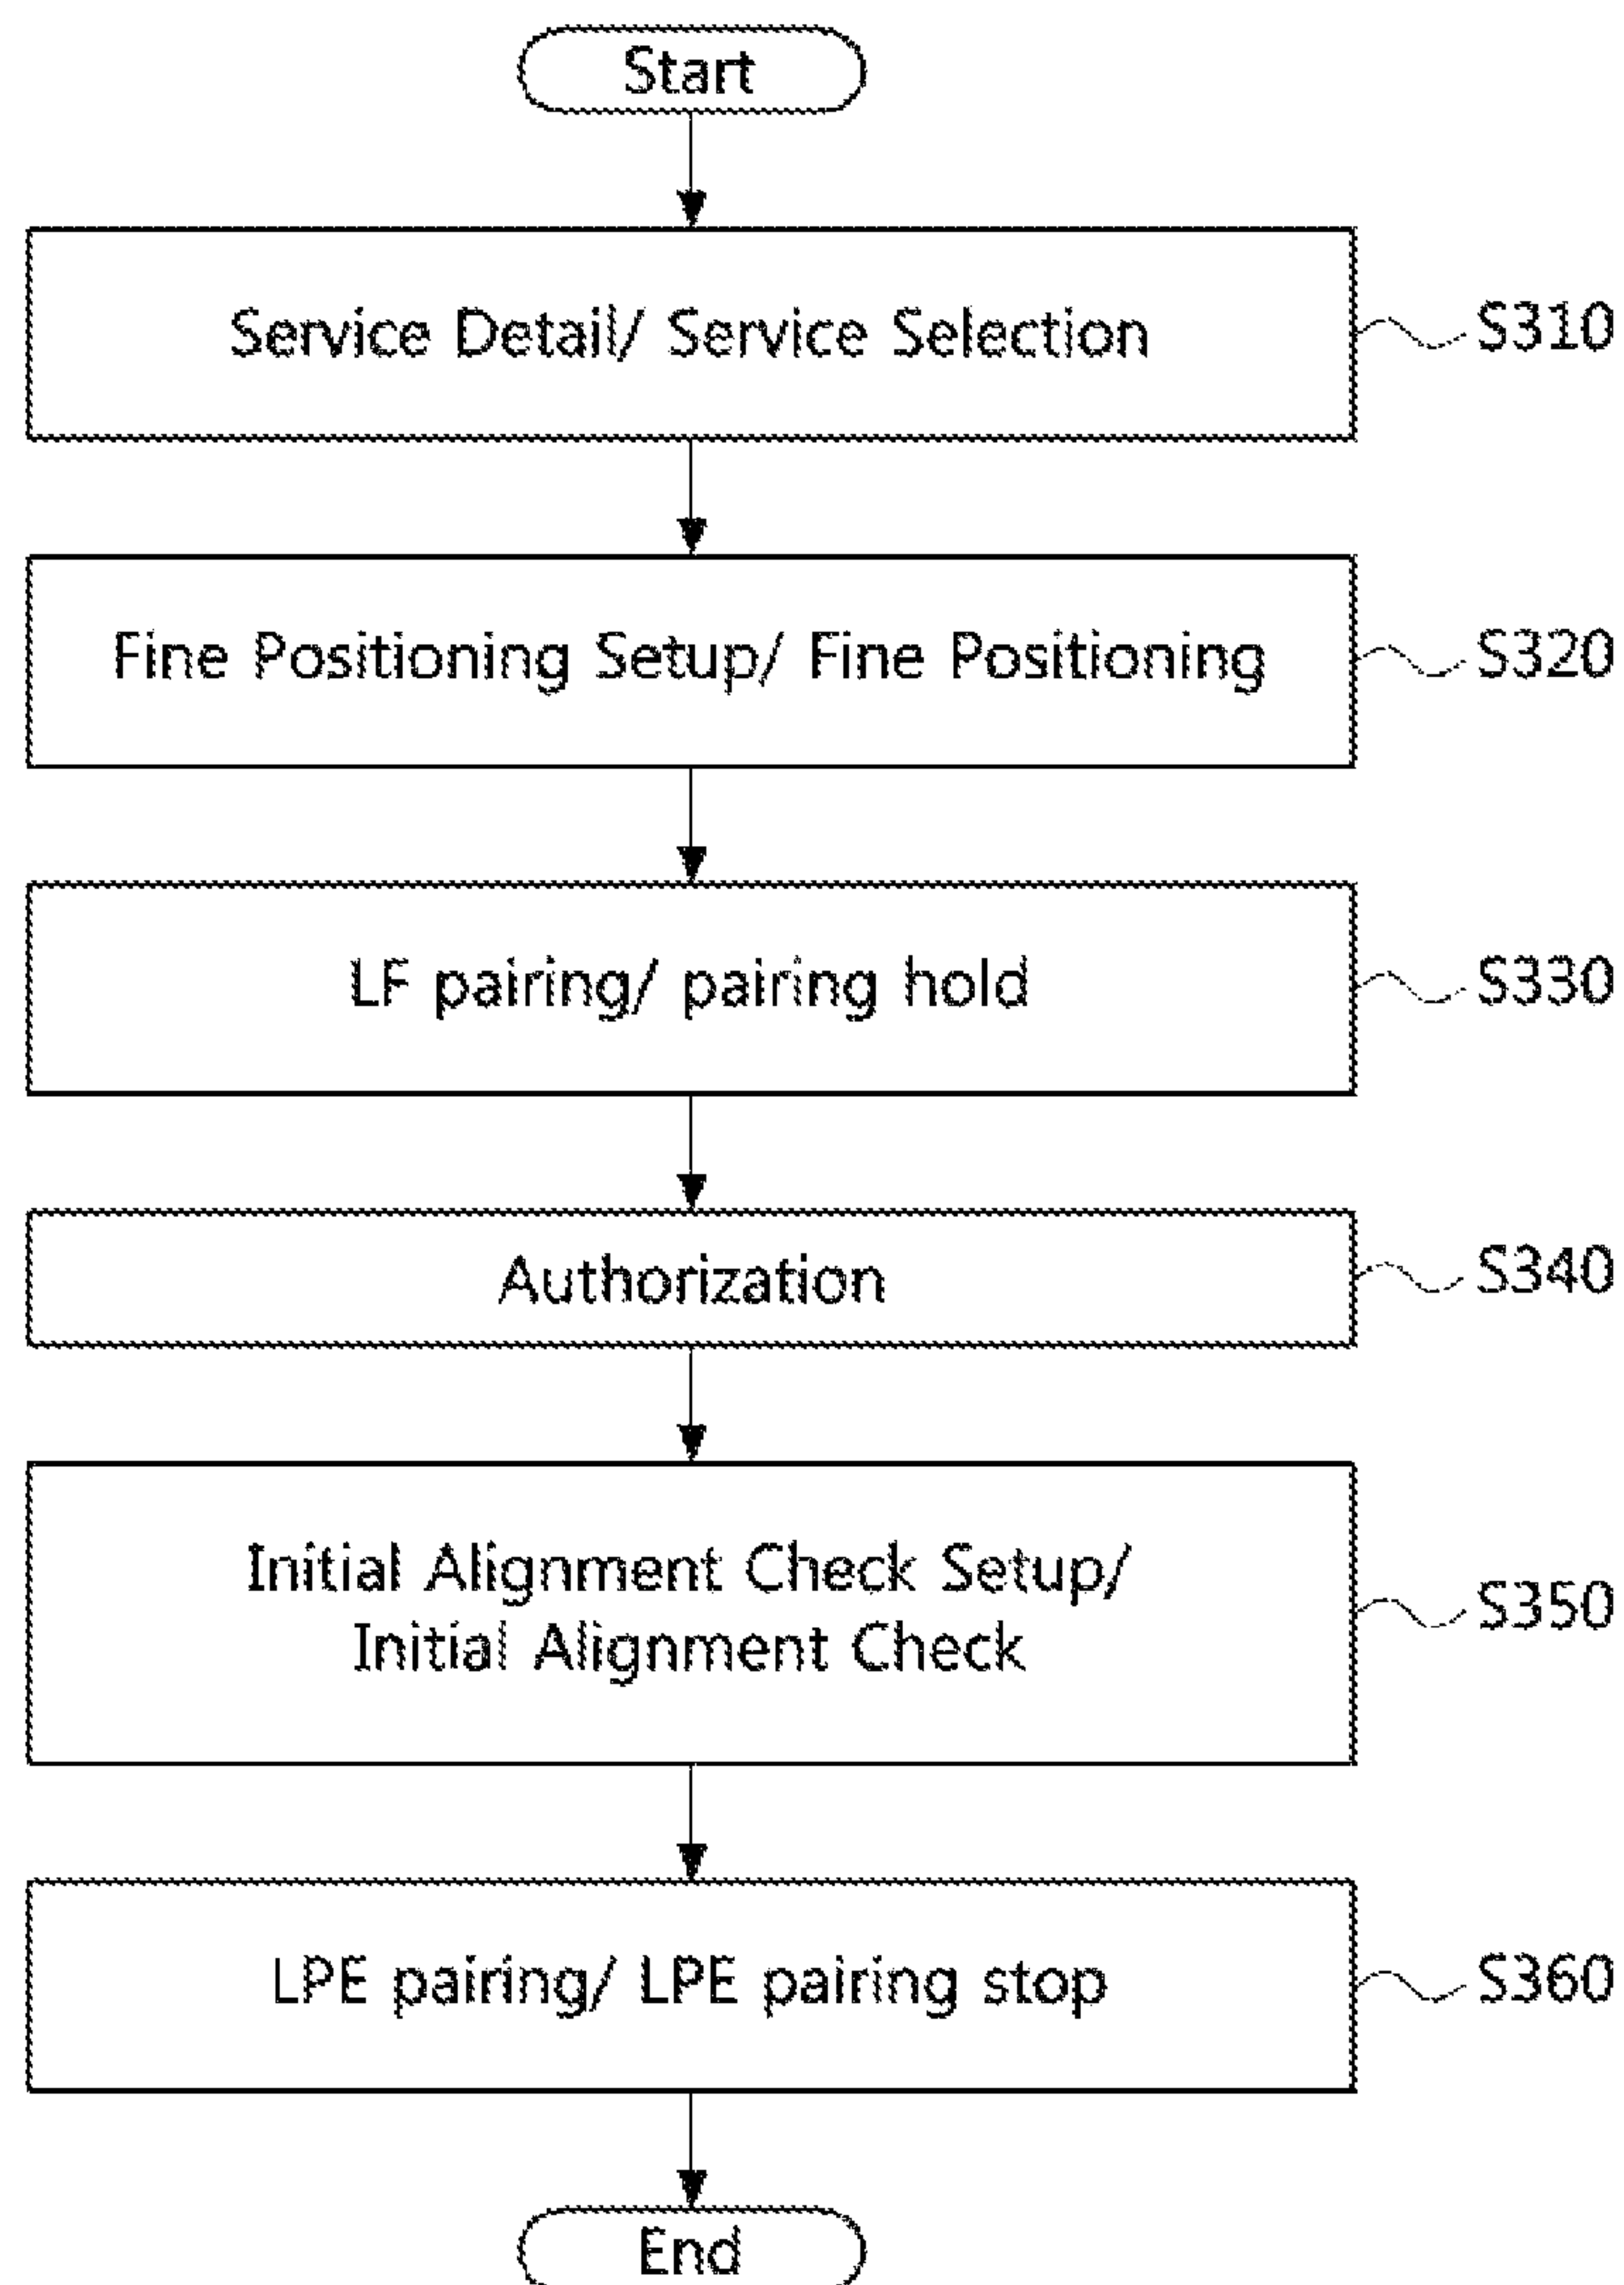 Start
Service Detail/ Service Selection
S310
Fine Positioning Setup/ Fine Positioning
S320
LF pairing/ pairing hold
S330
Authorization
S340
Initial Alignment Check Setup/
Initial Alignment Check
S350
LPE pairing/ LPE pairing stop
S360
End